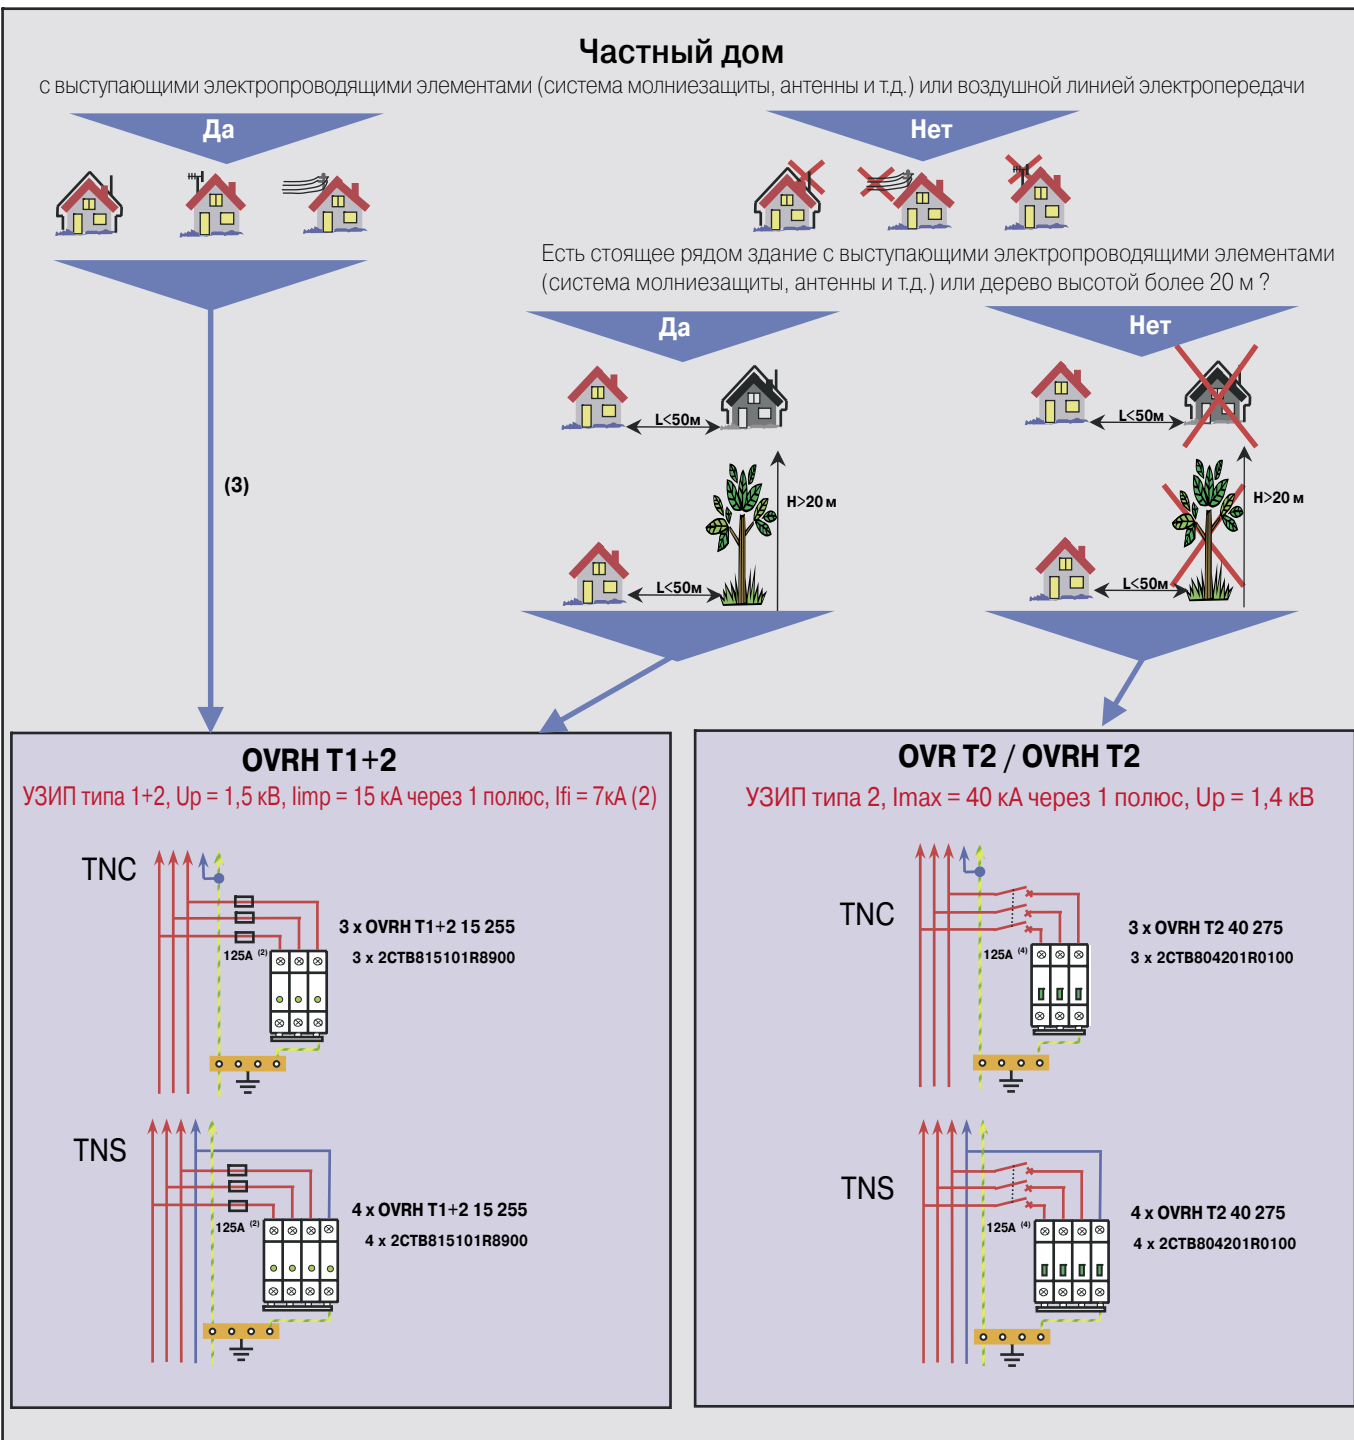 Частный дом
с выступающими электропроводящими элементами (система молниезащиты, антенны и т.д.) или воздушной линией электропередачи
Да
Нет
Есть стоящее рядом здание с выступающими электропроводящими элементами
(система молниезащиты, антенны и т.д.) или дерево высотой более 20 м ?
Да
Нет
L<50м
L<50м
(3)
H>20 м
H>20 м
L<50м
L<50м
OVRH T1+2
УЗИП типа 1+2, Up = 1,5 кВ, Iimp = 15 кА через 1 полюс, Ifi = 7кА (2)
TNC
3 x OVRH T1+2 15 255
3 x 2CTB815101R8900
125A (2)
TNS
4 x OVRH T1+2 15 255
4 x 2CTB815101R8900
125A (2)
OVR T2 / OVRH T2
УЗИП типа 2, Imax = 40 кА через 1 полюс, Up = 1,4 кВ
TNC
3 x OVRH T2 40 275
3 x 2CTB804201R0100
125A (4)
TNS
4 x OVRH T2 40 275
4 x 2CTB804201R0100
125A (4)